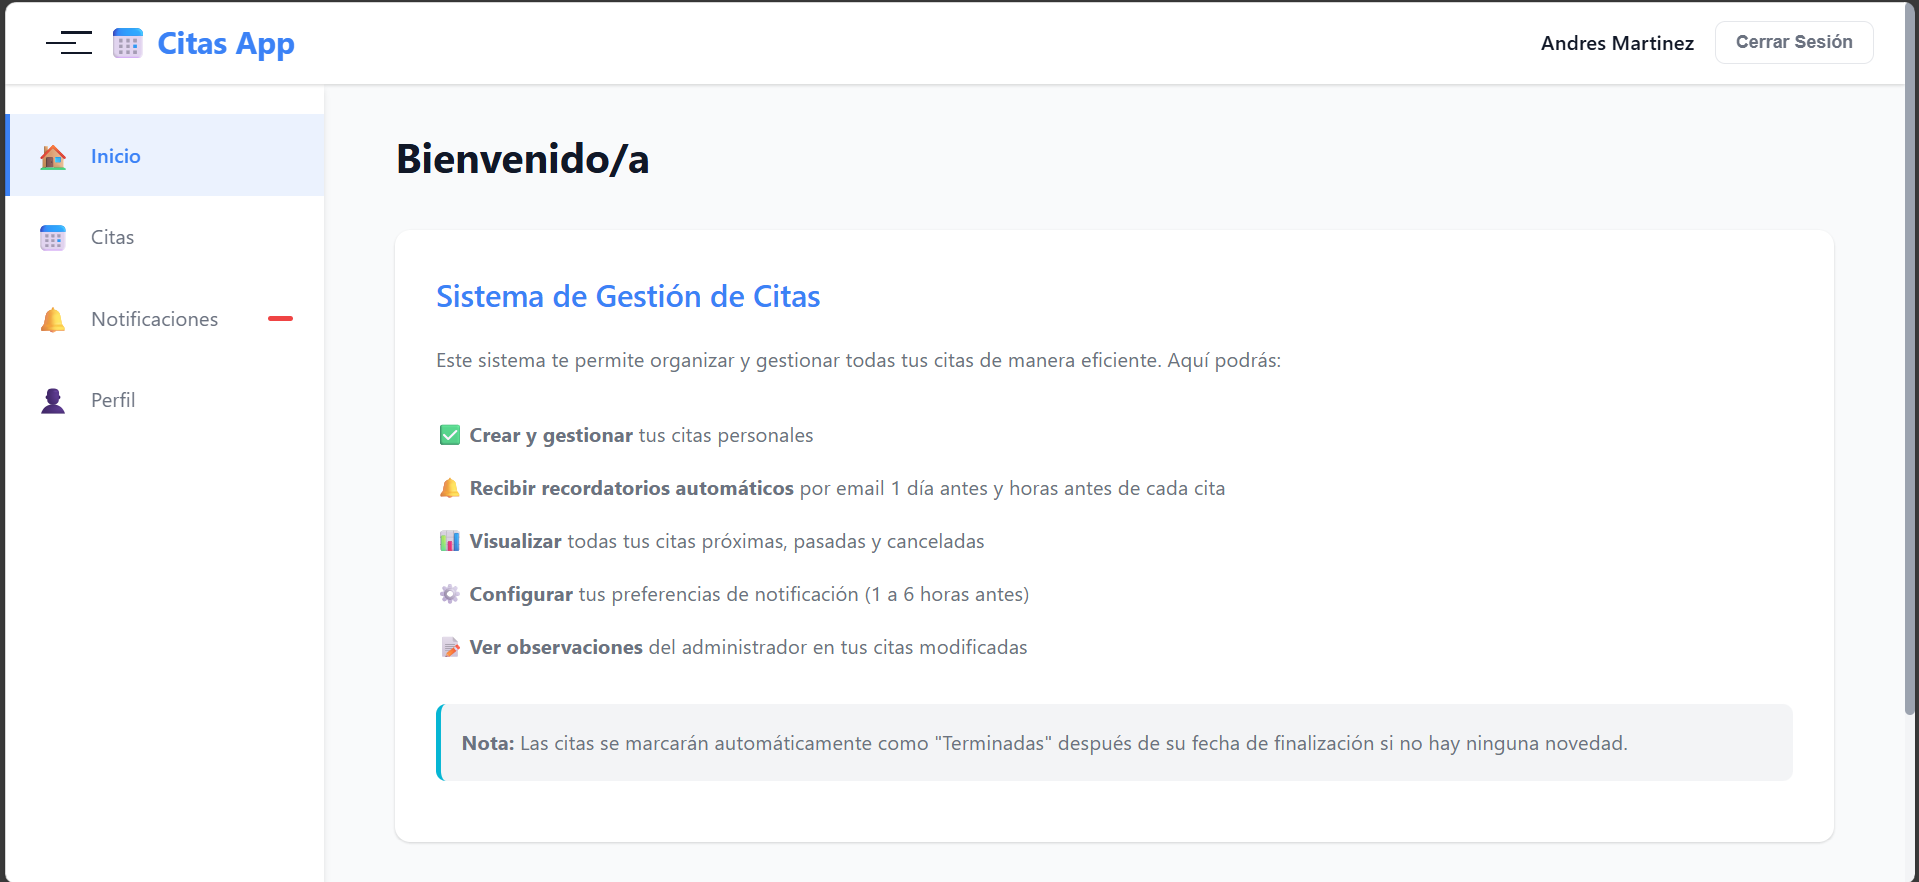 Citas App
Andres Martinez
Cerrar Sesión
Inicio
Citas
Notificaciones
Perfil
Bienvenido/a
Sistema de Gestión de Citas
Este sistema te permite organizar y gestionar todas tus citas de manera eficiente. Aquí podrás:
Crear y gestionar tus citas personales
Recibir recordatorios automáticos por email 1 día antes y horas antes de cada cita
Visualizar todas tus citas próximas, pasadas y canceladas
Configurar tus preferencias de notificación (1 a 6 horas antes)
Ver observaciones del administrador en tus citas modificadas
Nota: Las citas se marcarán automáticamente como "Terminadas" después de su fecha de finalización si no hay ninguna novedad.